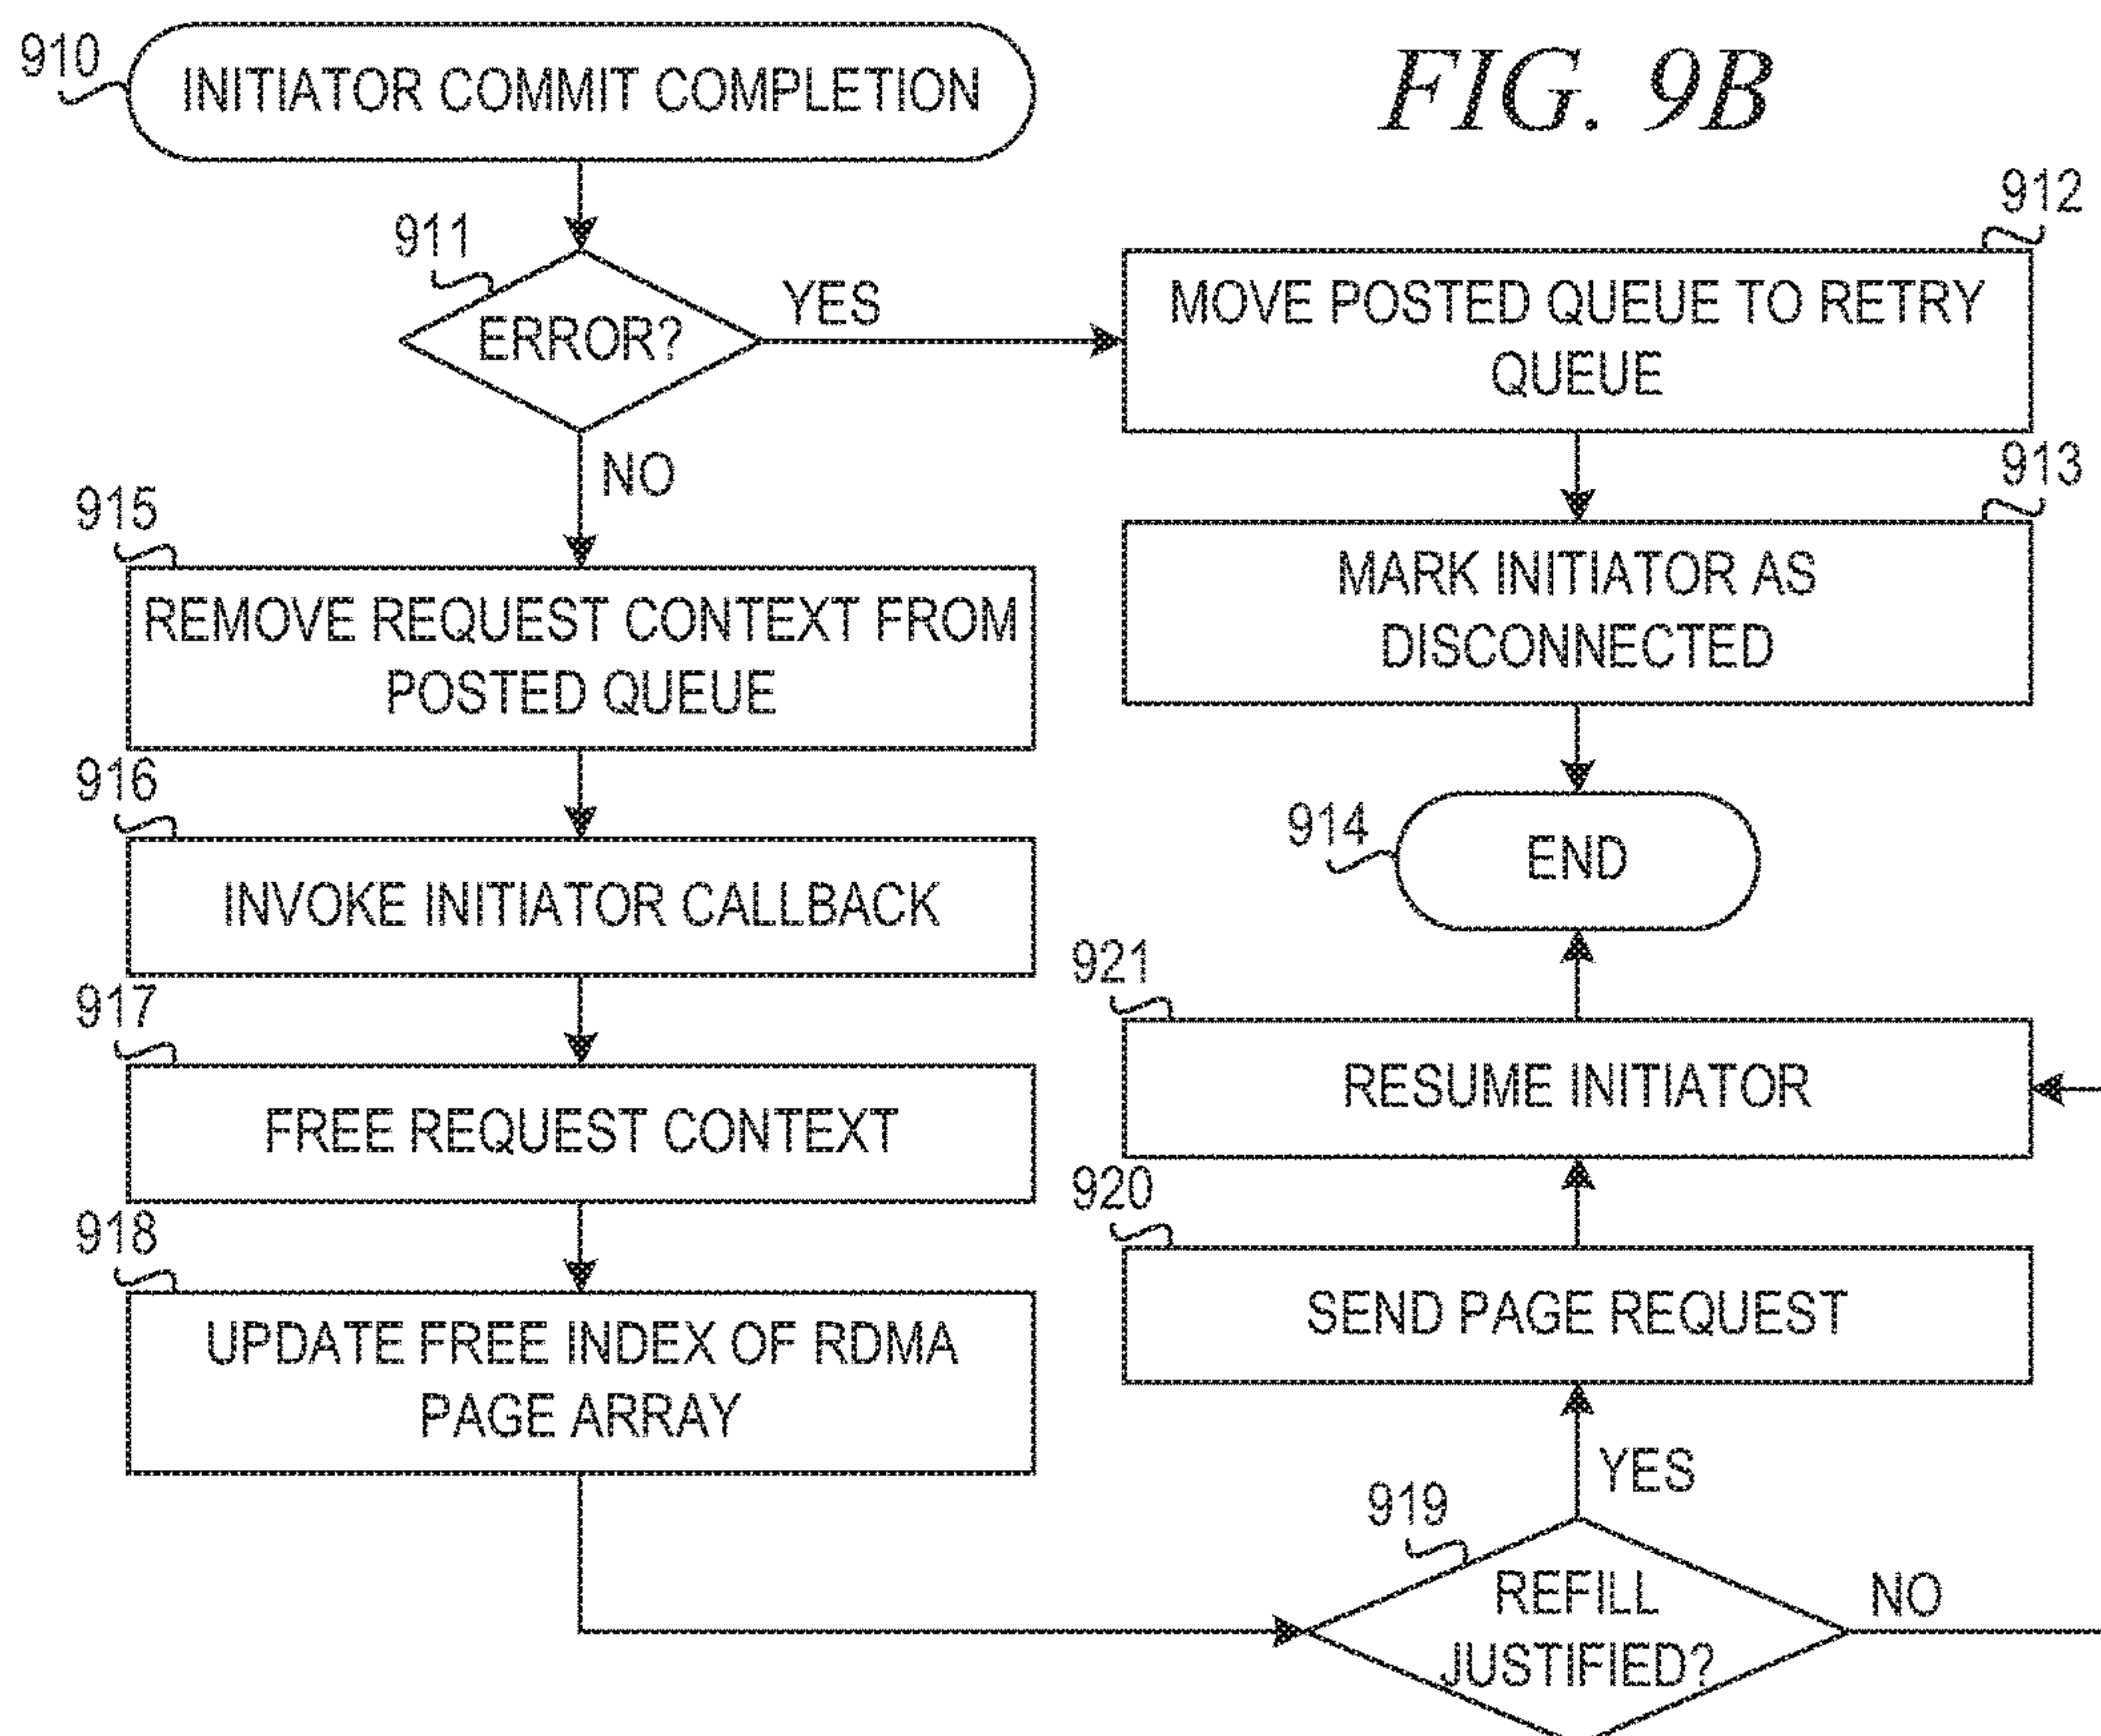 FIG. 9B
910
INITIATOR COMMIT COMPLETION
911
ERROR?
YES
NO
912
MOVE POSTED QUEUE TO RETRY
QUEUE
913
MARK INITIATOR AS
DISCONNECTED
914
END
915
REMOVE REQUEST CONTEXT FROM
POSTED QUEUE
916
INVOKE INITIATOR CALLBACK
917
FREE REQUEST CONTEXT
918
UPDATE FREE INDEX OF RDMA
PAGE ARRAY
919
REFILL
JUSTIFIED?
YES
NO
920
SEND PAGE REQUEST
921
RESUME INITIATOR